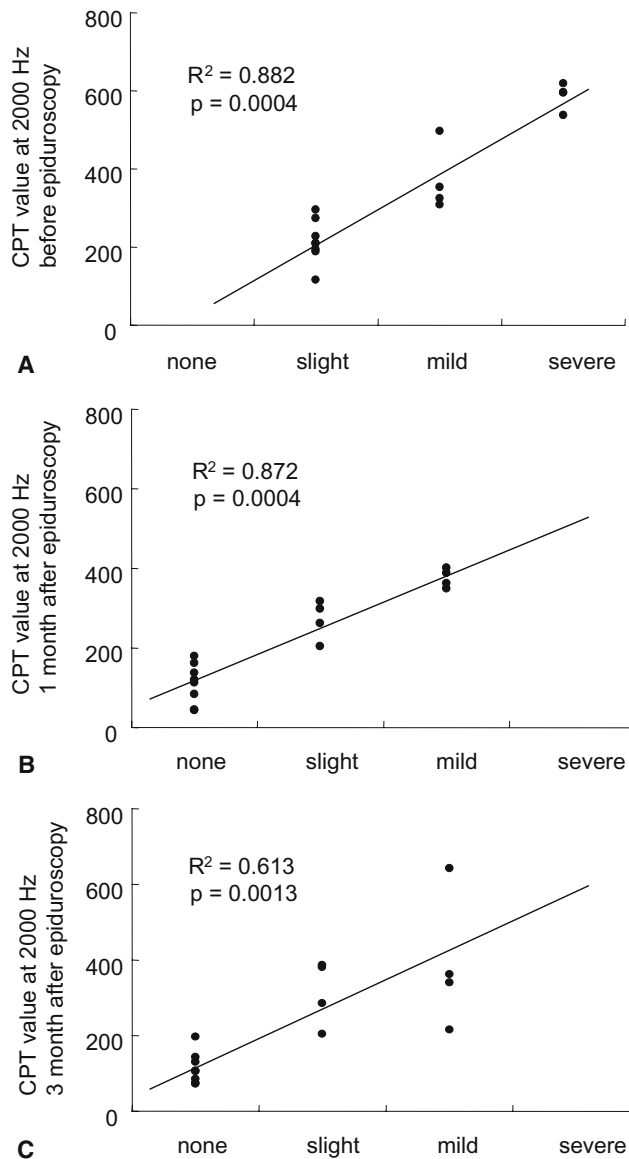 800
600
400
200
0
CPT value at 2000 Hz
before epiduroscopy
R² = 0.882
p = 0.0004
none slight mild severe
A
800
600
400
200
0
CPT value at 2000 Hz
1 month after epiduroscopy
R² = 0.872
p = 0.0004
none slight mild severe
B
800
600
400
200
0
CPT value at 2000 Hz
3 month after epiduroscopy
R² = 0.613
p = 0.0013
none slight mild severe
C